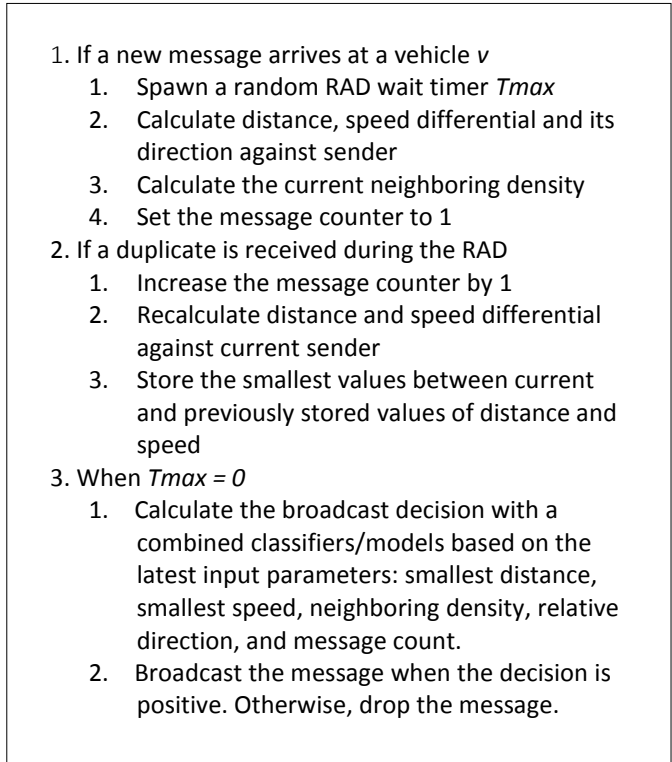 1. If a new message arrives at a vehicle v
1. Spawn a random RAD wait timer Tmax
2. Calculate distance, speed differential and its
direction against sender
3. Calculate the current neighboring density
4. Set the message counter to 1
2. If a duplicate is received during the RAD
1. Increase the message counter by 1
2. Recalculate distance and speed differential
against current sender
3. Store the smallest values between current
and previously stored values of distance and
speed
3. When Tmax = 0
1. Calculate the broadcast decision with a
combined classifiers/models based on the
latest input parameters: smallest distance,
smallest speed, neighboring density, relative
direction, and message count.
2. Broadcast the message when the decision is
positive. Otherwise, drop the message.